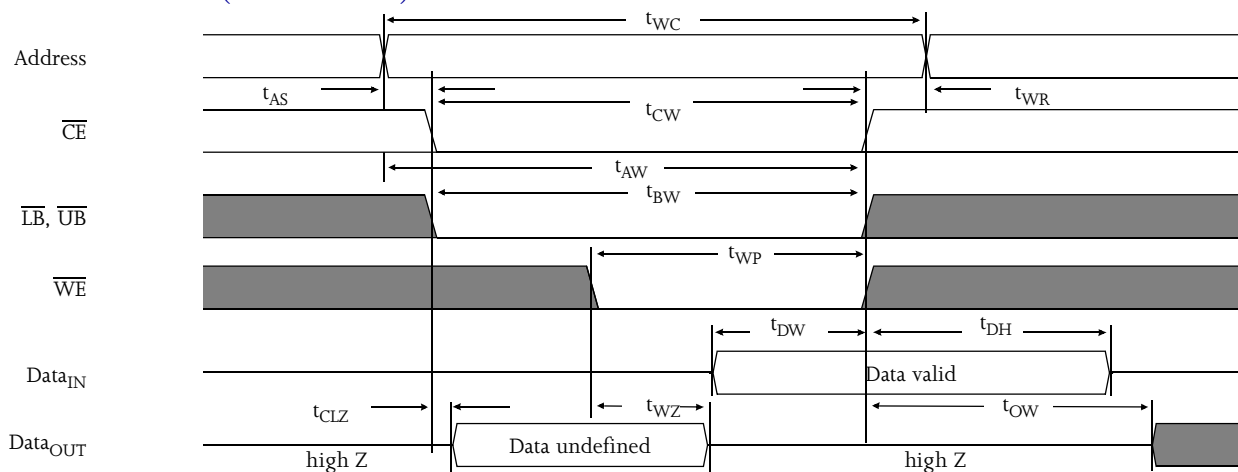 tWC
Address
tAS
tCW
tWR
CE
tAW
tBW
LB, UB
tWP
WE
tDW
tDH
DataIN
Data valid
tCLZ
tWZ
tOW
DataOUT
Data undefined
high Z
high Z